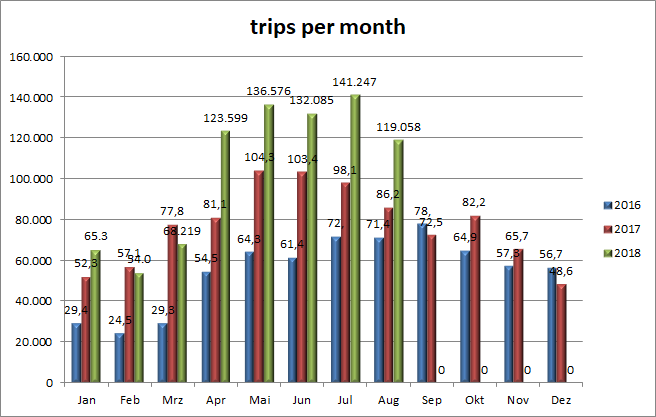 trips per month
160.000
140.000
120.000
100.000
80.000
60.000
40.000
20.000
0
29,4 52,3 65.3
24,5 57,1 54.0
29,3 77,8 68.219
54,5 81,1 123.599
64,3 104,3 136.576
61,4 103,4 132.085
72, 98,1 141.247
71,4 86,2 119.058
78, 72,5 0
64,9 82,2 0
57,3 65,7 0
56,7 48,6 0
Jan Feb Mrz Apr Mai Jun Jul Aug Sep Okt Nov Dez
2016
2017
2018